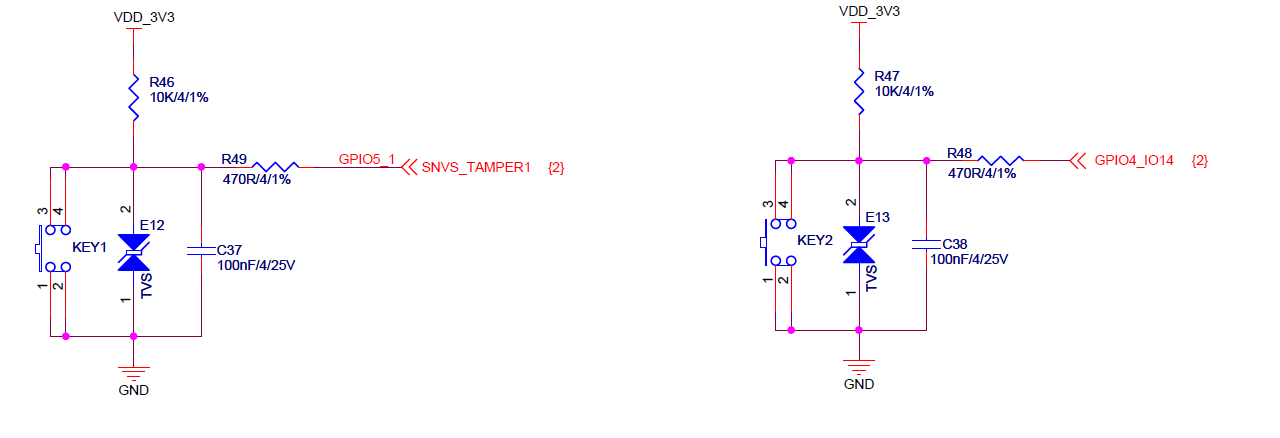 VDD_3V3
R46
10K/4/1%
R49
470R/4/1%
GPIO5_1
SNVS_TAMPER1 {2}
3
4
2
E12
KEY1
C37
100nF/4/25V
1
2
1
TVS
GND
VDD_3V3
R47
10K/4/1%
R48
470R/4/1%
GPIO4_IO14 {2}
3
4
2
E13
KEY2
C38
100nF/4/25V
1
2
1
TVS
GND